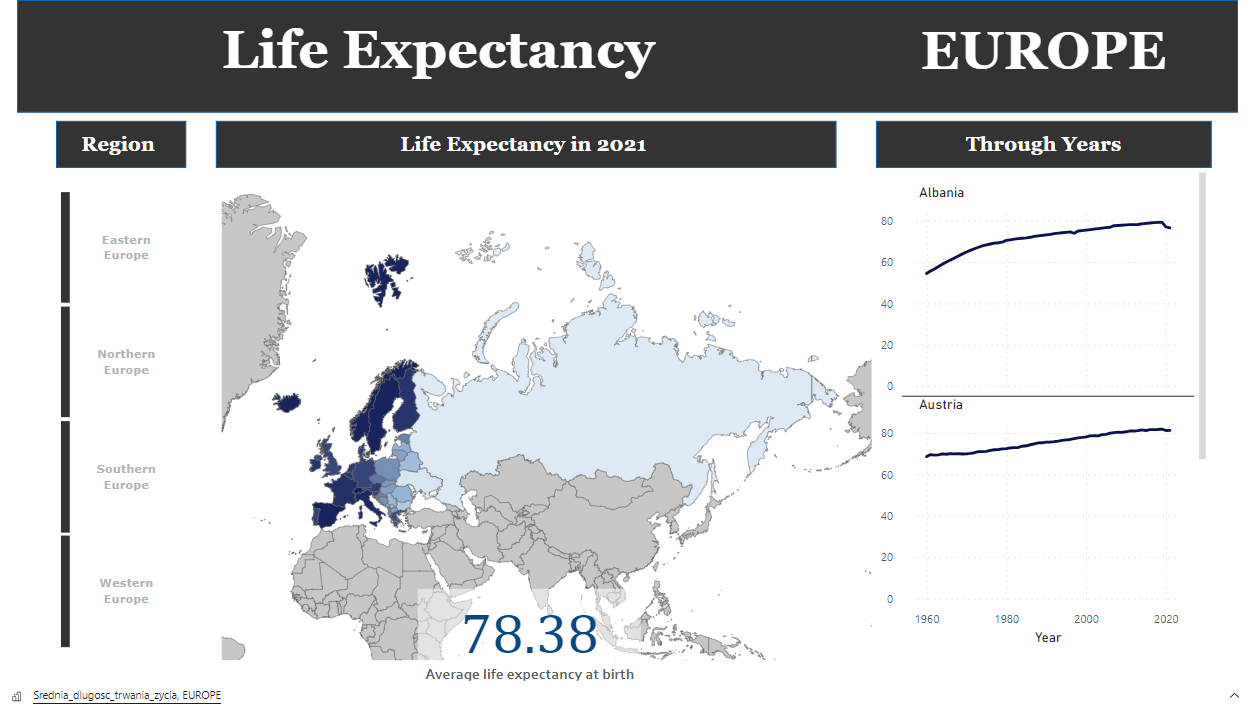 Life Expectancy
EUROPE
Region
Life Expectancy in 2021
Through Years
Eastern
Europe
Northern
Europe
Southern
Europe
Western
Europe
78.38
Average life expectancy at birth
Albania
80
60
40
20
0
Austria
80
60
40
20
0
1960 1980 2000 2020
Year
Srednia_dlugosc_trwania_zycia, EUROPE